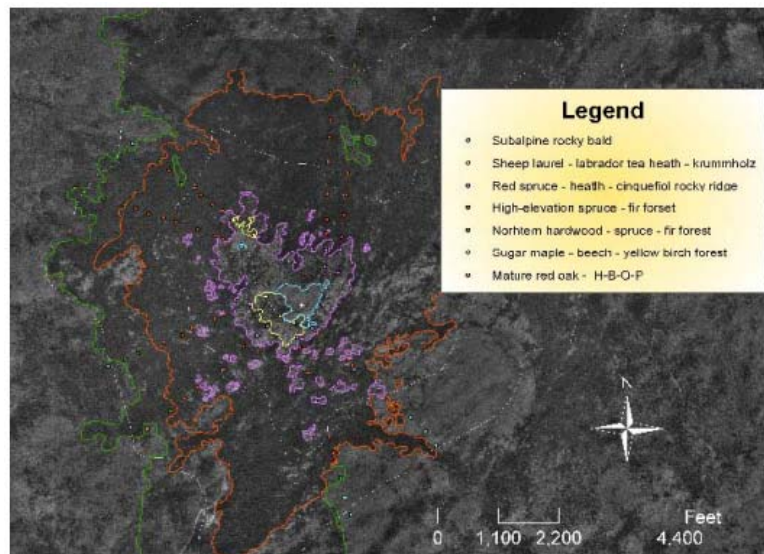 Legend
Subalpine rocky bald
Sheep laurel - labrador tea heath - krummholz
Red spruce - heath - cinquefiol rocky ridge
High-elevation spruce - fir forset
Norhtern hardwood - spruce - fir forest
Sugar maple - beech - yellow birch forest
Mature red oak - H-B-O-P
Feet
0 1,100 2,200 4,400